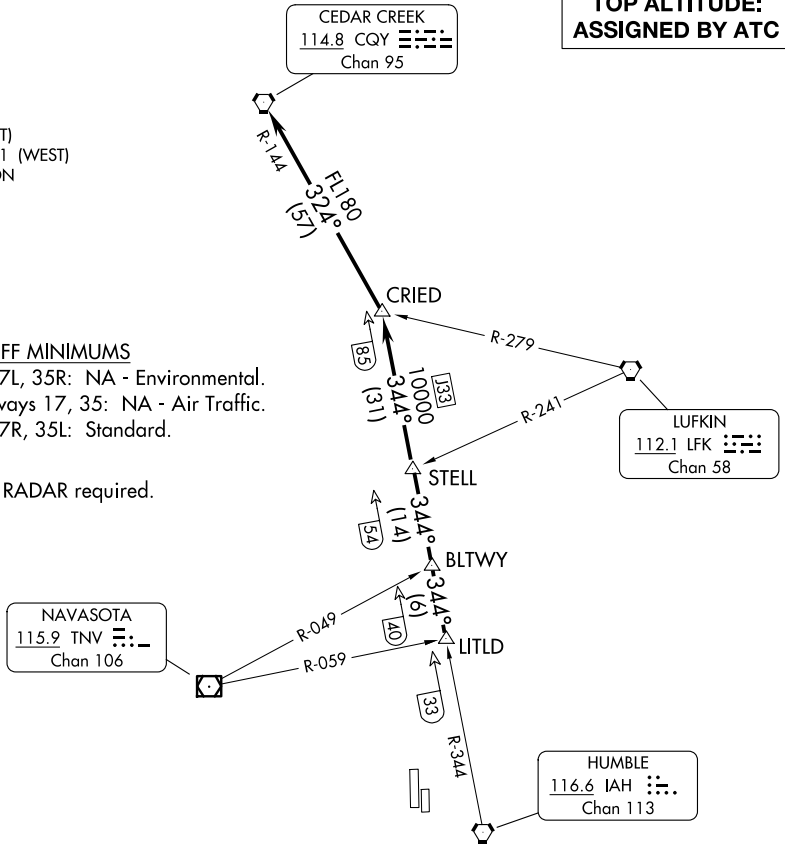 TOP ALTITUDE:
ASSIGNED BY ATC
CEDAR CREEK
114.8 CQY
Chan 95
T)
1 (WEST)
ON
R-144
FL180
324°
(57)
CRIED
85
R-279
FF MINIMUMS
7L, 35R: NA - Environmental.
ways 17, 35: NA - Air Traffic.
7R, 35L: Standard.
10000
344°
(31)
J33
R-241
LUFKIN
112.1 LFK
Chan 58
STELL
RADAR required.
54
344°
(14)
BLTWY
NAVASOTA
115.9 TNV
Chan 106
R-049
40
344°
(6)
LITLD
R-059
33
R-344
HUMBLE
116.6 IAH
Chan 113